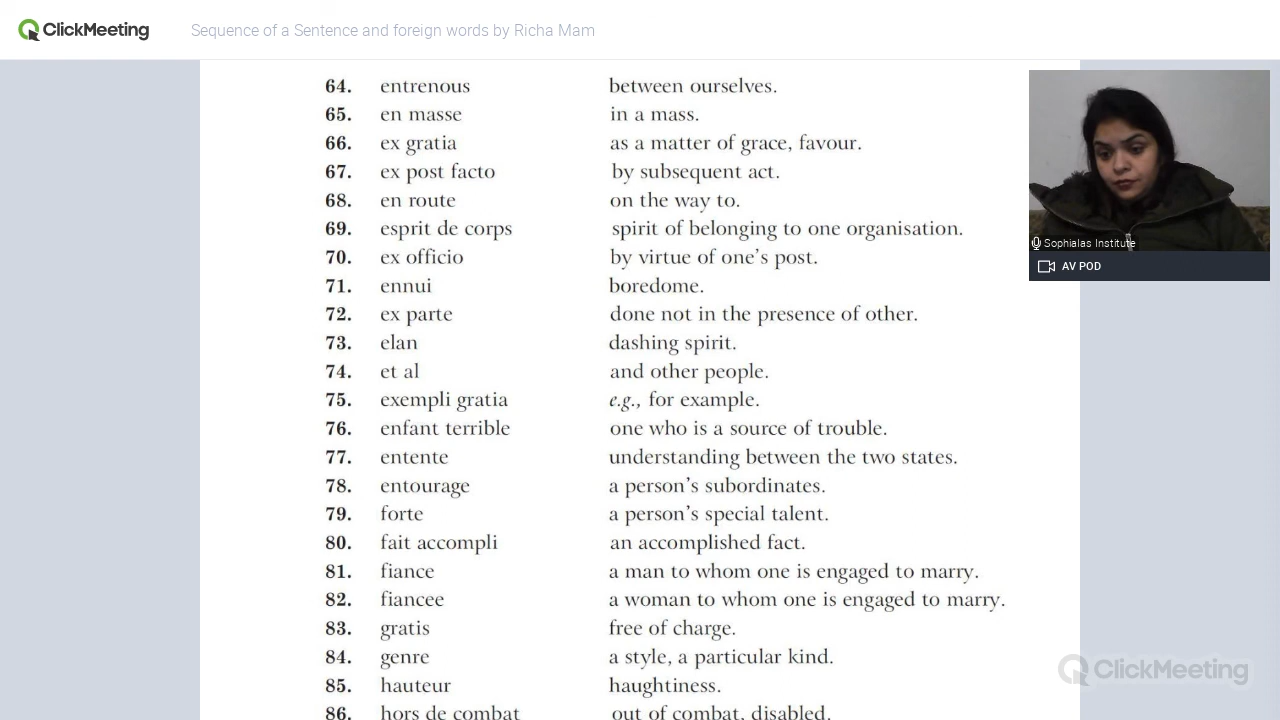 ClickMeeting Sequence of a Sentence and foreign words by Richa Mam
64. entrenous between ourselves.
65. en masse in a mass.
66. ex gratia as a matter of grace, favour.
67. ex post facto by subsequent act.
68. en route on the way to.
69. esprit de corps spirit of belonging to one organisation.
70. ex officio by virtue of one's post.
71. ennui boredome.
72. ex parte done not in the presence of other.
73. elan dashing spirit.
74. et al and other people.
75. exempli gratia e.g., for example.
76. enfant terrible one who is a source of trouble.
77. entente understanding between the two states.
78. entourage a person's subordinates.
79. forte a person's special talent.
80. fait accompli an accomplished fact.
81. fiance a man to whom one is engaged to marry.
82. fiancee a woman to whom one is engaged to marry.
83. gratis free of charge.
84. genre a style, a particular kind.
85. hauteur haughtiness.
86. hors de combat out of combat, disabled.
Sophialas Institute
AV POD
ClickMeeting